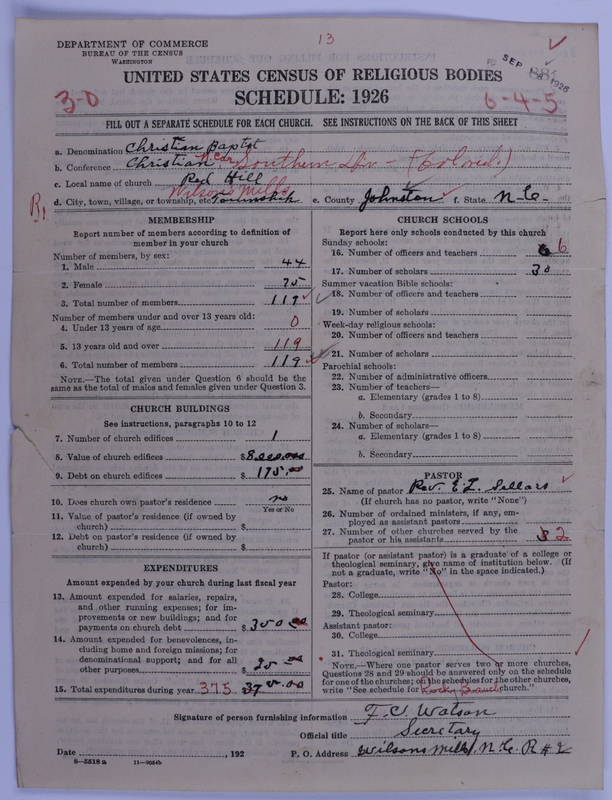 13
DEPARTMENT OF COMMERCE
BUREAU OF THE CENSUS
WASHINGTON
SEP 1926
UNITED STATES CENSUS OF RELIGIOUS BODIES
3-0 SCHEDULE: 1926 6-4-5
FILL OUT A SEPARATE SCHEDULE FOR EACH CHURCH. SEE INSTRUCTIONS ON THE BACK OF THIS SHEET
a. Denomination Christian Baptst
b. Conference Christian N. Car Southern Div - (Colored.)
c. Local name of church Red Hill
Wilsons Mills
d. City, town, village, or township, etc. Township e. County Johnston f. State N.C.
MEMBERSHIP
Report number of members according to definition of
member in your church
Number of members, by sex:
1. Male 44
2. Female 75
3. Total number of members 119
Number of members under and over 13 years old:
4. Under 13 years of age 0
5. 13 years old and over 119
6. Total number of members 119
NOTE.—The total given under Question 6 should be the
same as the total of males and females given under Question 3.
CHURCH BUILDINGS
See instructions, paragraphs 10 to 12
7. Number of church edifices 1
8. Value of church edifices $
9. Debt on church edifices $ 175.00
10. Does church own pastor's residence no
Yes or No
11. Value of pastor's residence (if owned by
church) $
12. Debt on pastor's residence (if owned by
church) $
EXPENDITURES
Amount expended by your church during last fiscal year
13. Amount expended for salaries, repairs,
and other running expenses; for im-
provements or new buildings; and for
payments on church debt $ 350 00
14. Amount expended for benevolences, in-
cluding home and foreign missions; for
denominational support; and for all
other purposes $ 25 00
15. Total expenditures during year 375. 375.00
CHURCH SCHOOLS
Report here only schools conducted by this church
Sunday schools:
16. Number of officers and teachers 6 6
17. Number of scholars 30
Summer vacation Bible schools:
18. Number of officers and teachers
19. Number of scholars
Week-day religious schools:
20. Number of officers and teachers
21. Number of scholars
Parochial schools:
22. Number of administrative officers
23. Number of teachers—
a. Elementary (grades 1 to 8)
b. Secondary
24. Number of scholars—
a. Elementary (grades 1 to 8)
b. Secondary
PASTOR
25. Name of pastor Rev. E. L. Sellars
(If church has no pastor, write "None")
26. Number of ordained ministers, if any, em-
ployed as assistant pastors
27. Number of other churches served by the
pastor or his assistants 3 2
If pastor (or assistant pastor) is a graduate of a college or
theological seminary, give name of institution below. (If
not a graduate, write "No" in the space indicated.)
Pastor:
28. College
29. Theological seminary
Assistant pastor:
30. College
31. Theological seminary
NOTE.—Where one pastor serves two or more churches,
Questions 28 and 29 should be answered only on the schedule
for one of the churches; on the schedules for the other churches,
write "See schedule for Rocky Branch church."
Signature of person furnishing information F. C. Watson
Official title Secretary
Date , 192 P. O. Address Wilsons Mills, N.C. R #2
8—5518 a 11—9054b